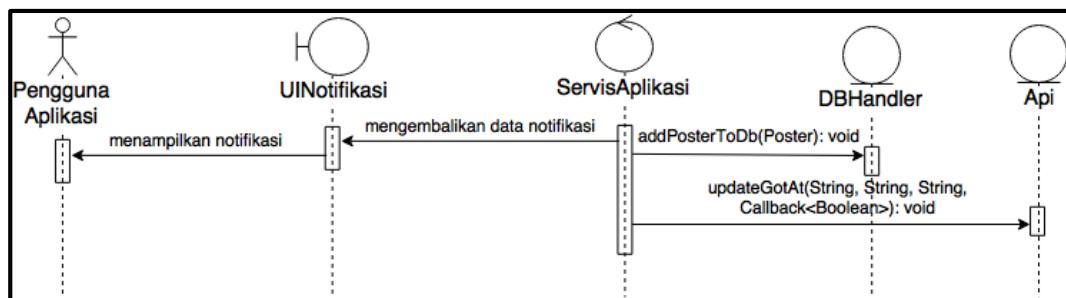 Pengguna
Aplikasi
UINotifikasi
ServisAplikasi
DBHandler
Api
menampilkan notifikasi
mengembalikan data notifikasi
addPosterToDb(Poster): void
updateGotAt(String, String, String,
Callback<Boolean>): void